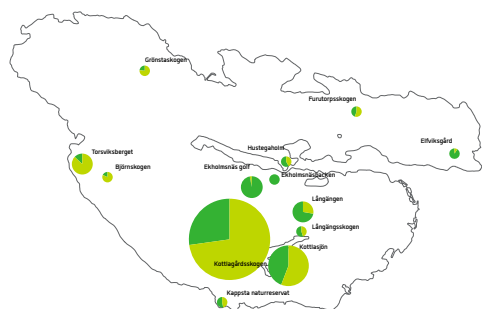 Grönstaskogen
Furutorpsskogen
Elfviksgård
Torsviksberget
Hustegaholm
Björnskogen
Ekholmsnäs golf
Ekholmsnäsbacken
Långängen
Långängsskogen
Kottlasjön
Kottlagårdsskogen
Kappsta naturreservat